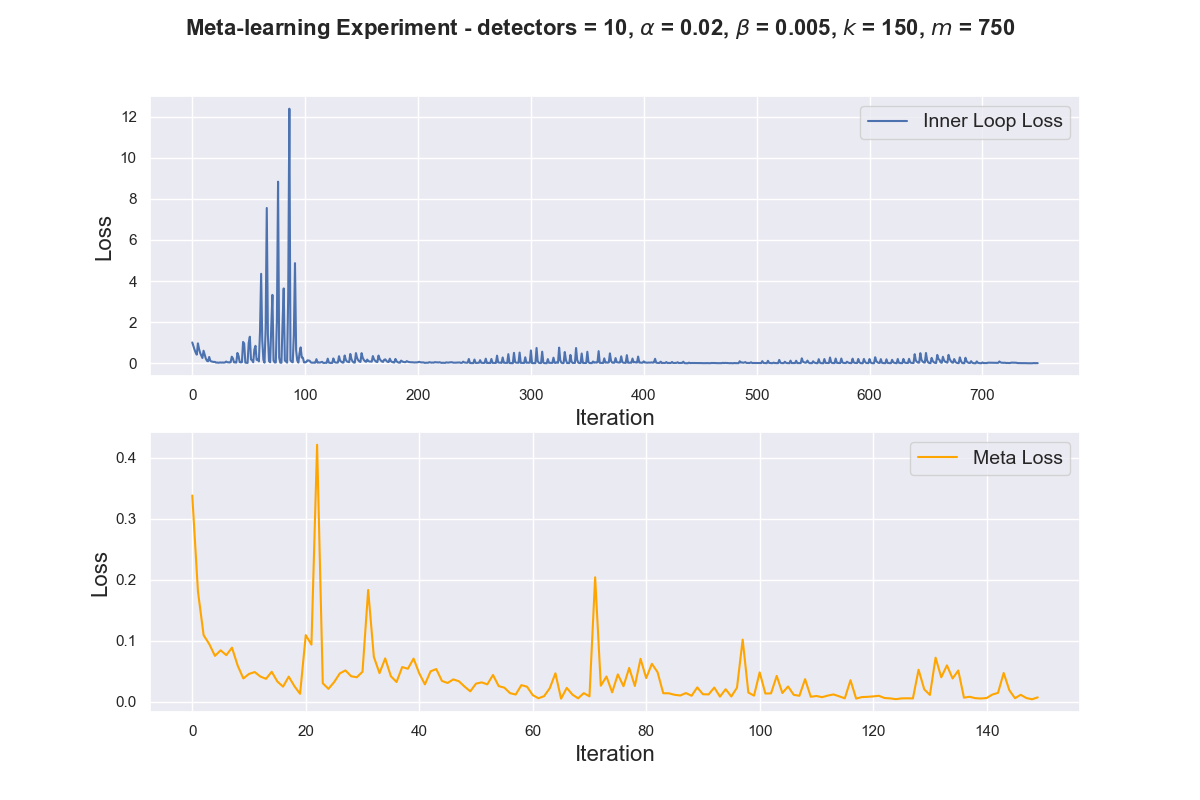 Meta-learning Experiment - detectors = 10, α = 0.02, β = 0.005, k = 150, m = 750
Inner Loop Loss
Loss
12
10
8
6
4
2
0
0 100 200 300 400 500 600 700
Iteration
Meta Loss
Loss
0.4
0.3
0.2
0.1
0.0
0 20 40 60 80 100 120 140
Iteration